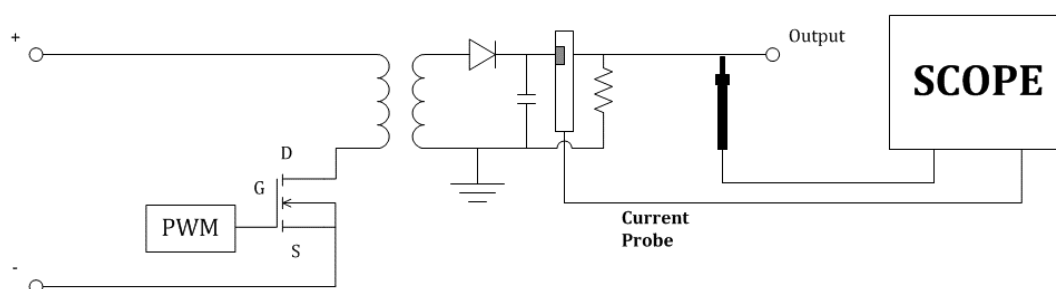 +
Output
SCOPE
D
G
PWM
S
Current
Probe
-